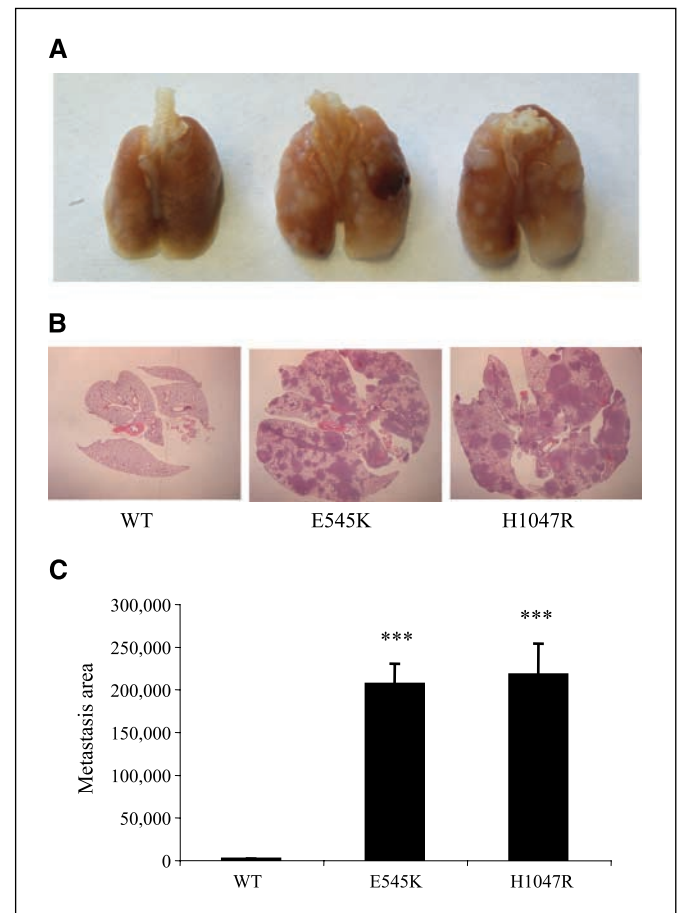 A
B
WT E545K H1047R
C
300,000
250,000
200,000
150,000
100,000
50,000
0
Metastasis area
*** ***
WT E545K H1047R